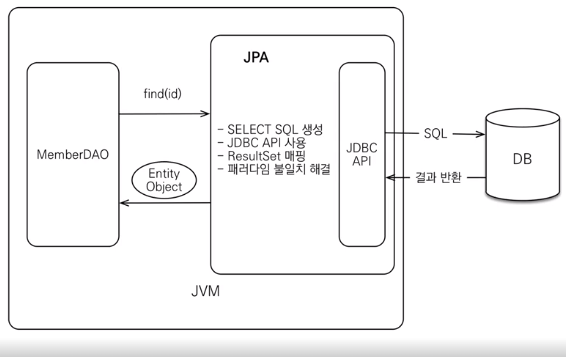 JPA
find(id)
- SELECT SQL 생성
- JDBC API 사용
- ResultSet 매핑
- 패러다임 불일치 해결
MemberDAO
Entity
Object
JDBC
API
SQL
결과 반환
DB
JVM